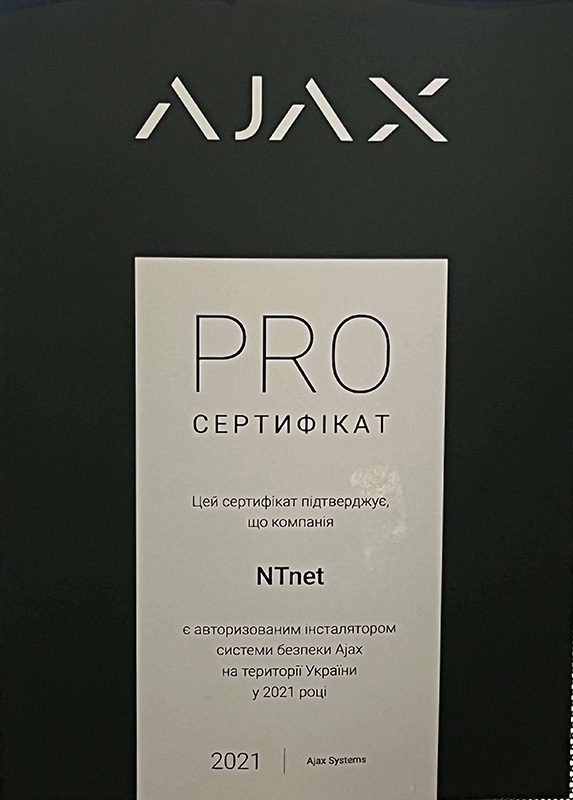 AJAX
PRO
СЕРТИФІКАТ
Цей сертифікат підтверджує,
що компанія
NTnet
є авторизованим інсталятором
системи безпеки Ajax
на території України
у 2021 році
2021 | Ajax Systems